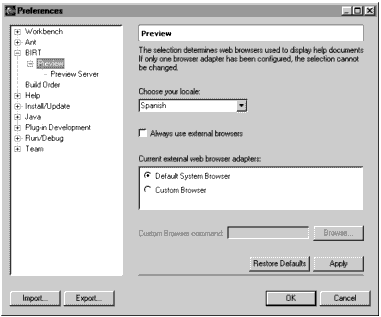 Preferences
Workbench
Ant
BIRT
Preview
Preview Server
Build Order
Help
Install/Update
Java
Plug-in Development
Run/Debug
Team
Preview
The selection determines web browsers used to display help documents
If only one browser adapter has been configured, the selection cannot
be changed.
Choose your locale:
Spanish
Always use external browsers
Current external web browser adapters:
Default System Browser
Custom Browser
Custom Browser command:
Browse...
Restore Defaults
Apply
Import...
Export...
OK
Cancel